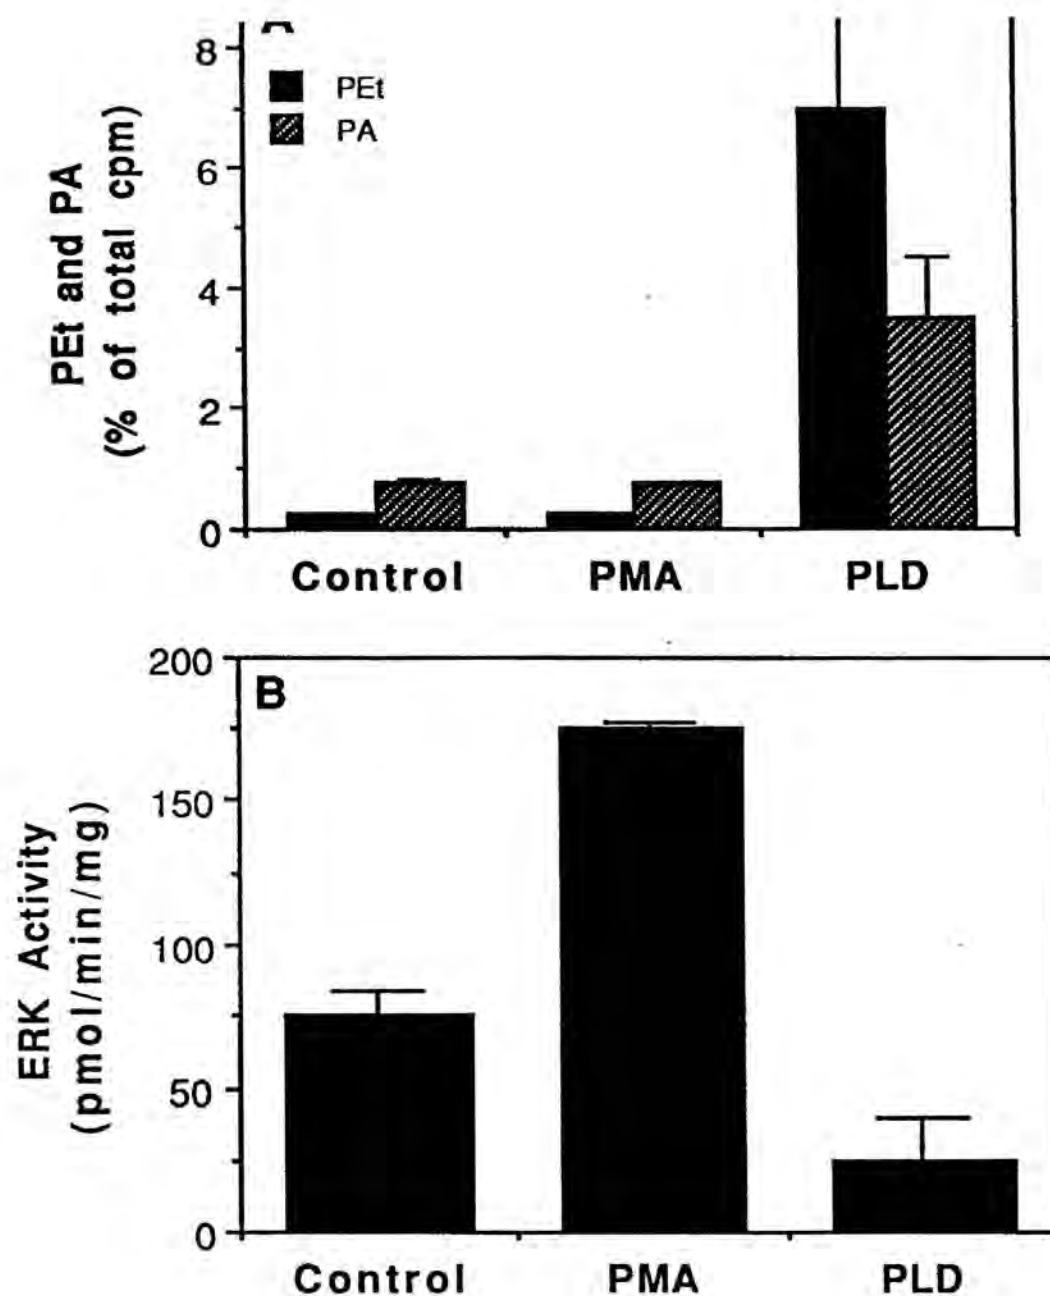 A
8
6
4
2
0
PEt and PA
(% of total cpm)
PEt
PA
Control PMA PLD
B
200
150
100
50
0
ERK Activity
(pmol/min/mg)
Control PMA PLD